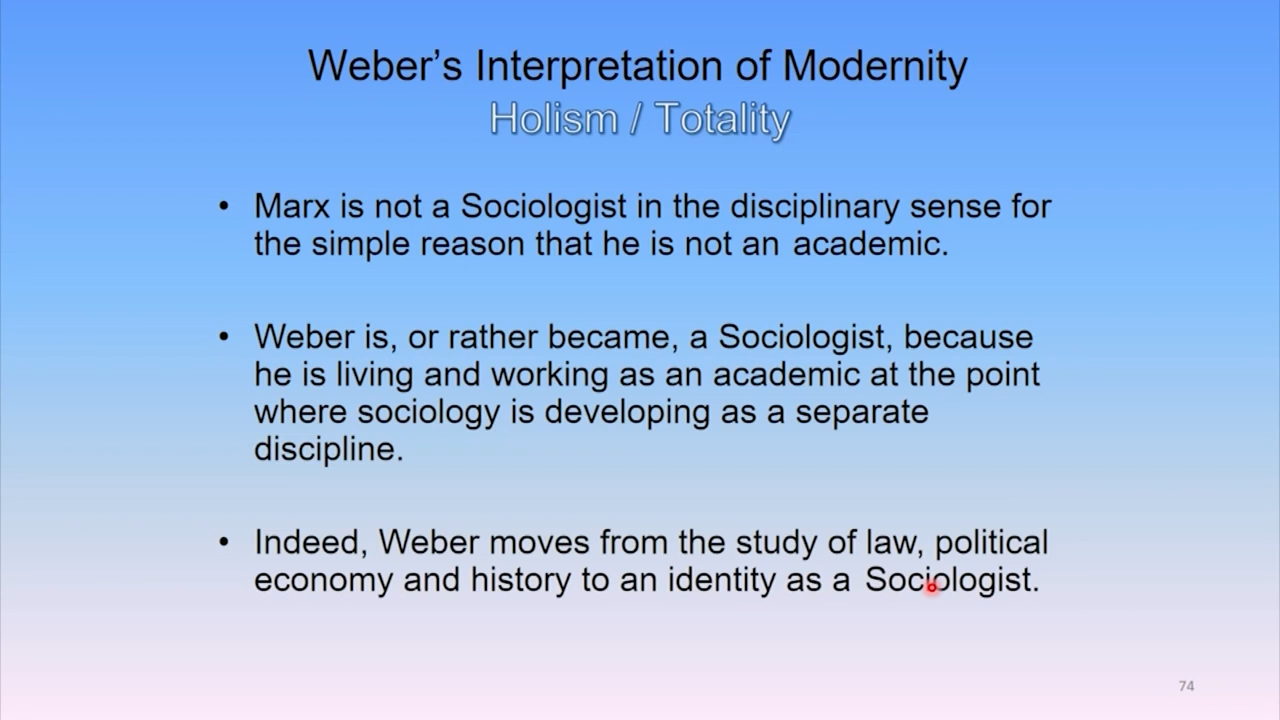 Weber's Interpretation of Modernity
Holism / Totality
• Marx is not a Sociologist in the disciplinary sense for
the simple reason that he is not an academic.
• Weber is, or rather became, a Sociologist, because
he is living and working as an academic at the point
where sociology is developing as a separate
discipline.
• Indeed, Weber moves from the study of law, political
economy and history to an identity as a Sociologist.
74